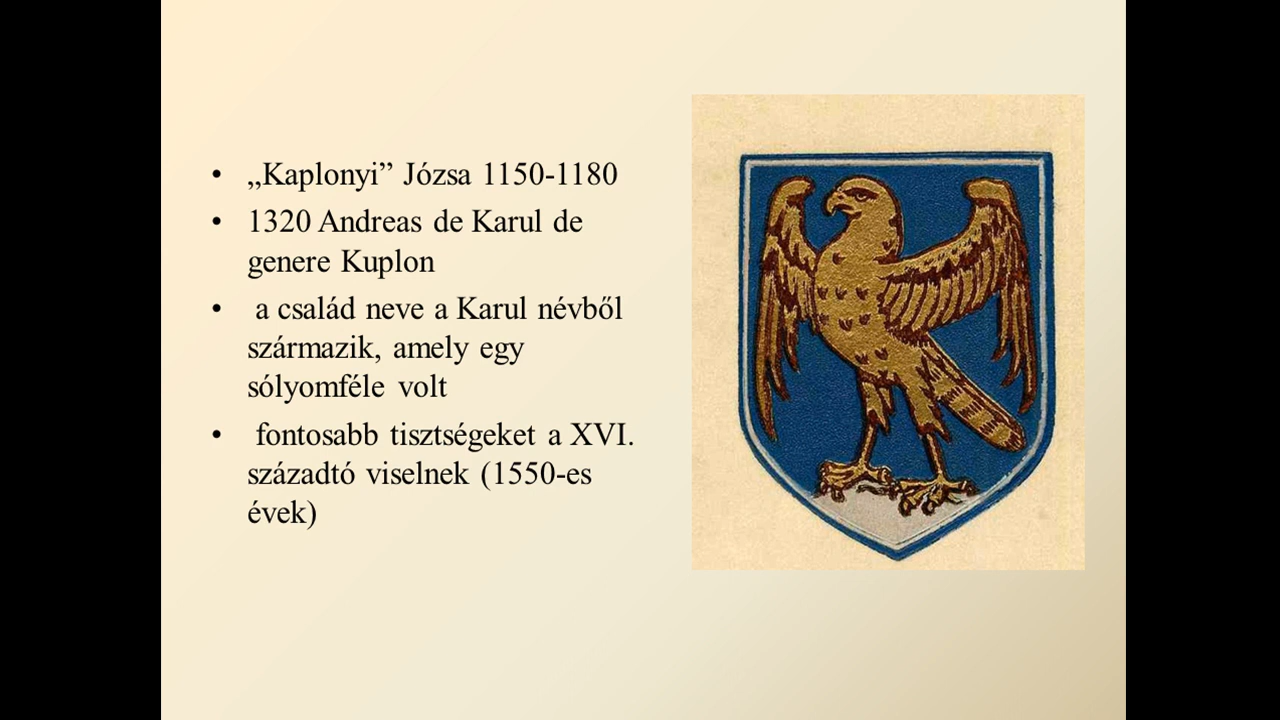 • „Kaplonyi” Józsa 1150-1180
• 1320 Andreas de Karul de
genere Kuplon
• a család neve a Karul névből
származik, amely egy
sólyomféle volt
• fontosabb tisztségeket a XVI.
századtó viselnek (1550-es
évek)